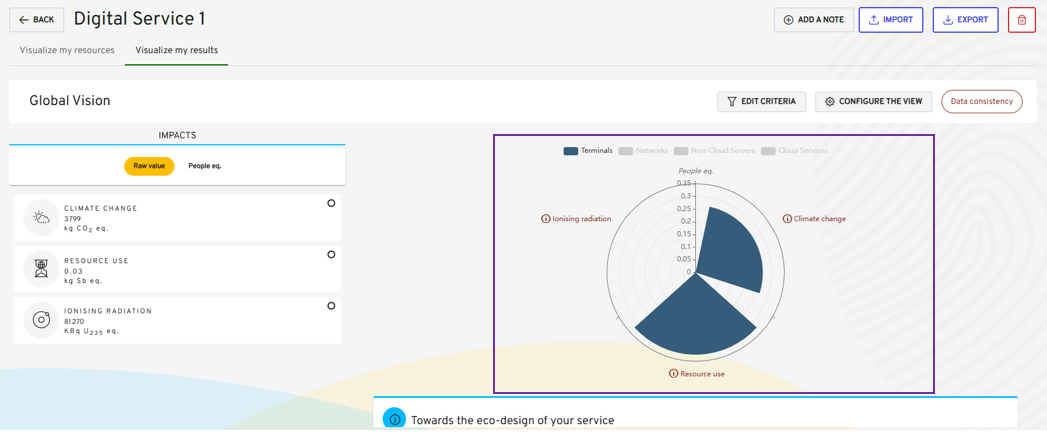 BACK
Digital Service 1
ADD A NOTE
IMPORT
EXPORT
Visualize my resources
Visualize my results
Global Vision
EDIT CRITERIA
CONFIGURE THE VIEW
Data consistency
IMPACTS
Raw value
People eq.
CLIMATE CHANGE
3799
kg CO2 eq.
RESOURCE USE
0.03
kg Sb eq.
IONISING RADIATION
81270
KBq U235 eq.
Terminals
Networks
Non-Cloud Servers
Cloud Services
People eq.
0.35
0.3
0.25
0.2
0.15
0.1
0.05
0
Ionising radiation
Climate change
Resource use
Towards the eco-design of your service